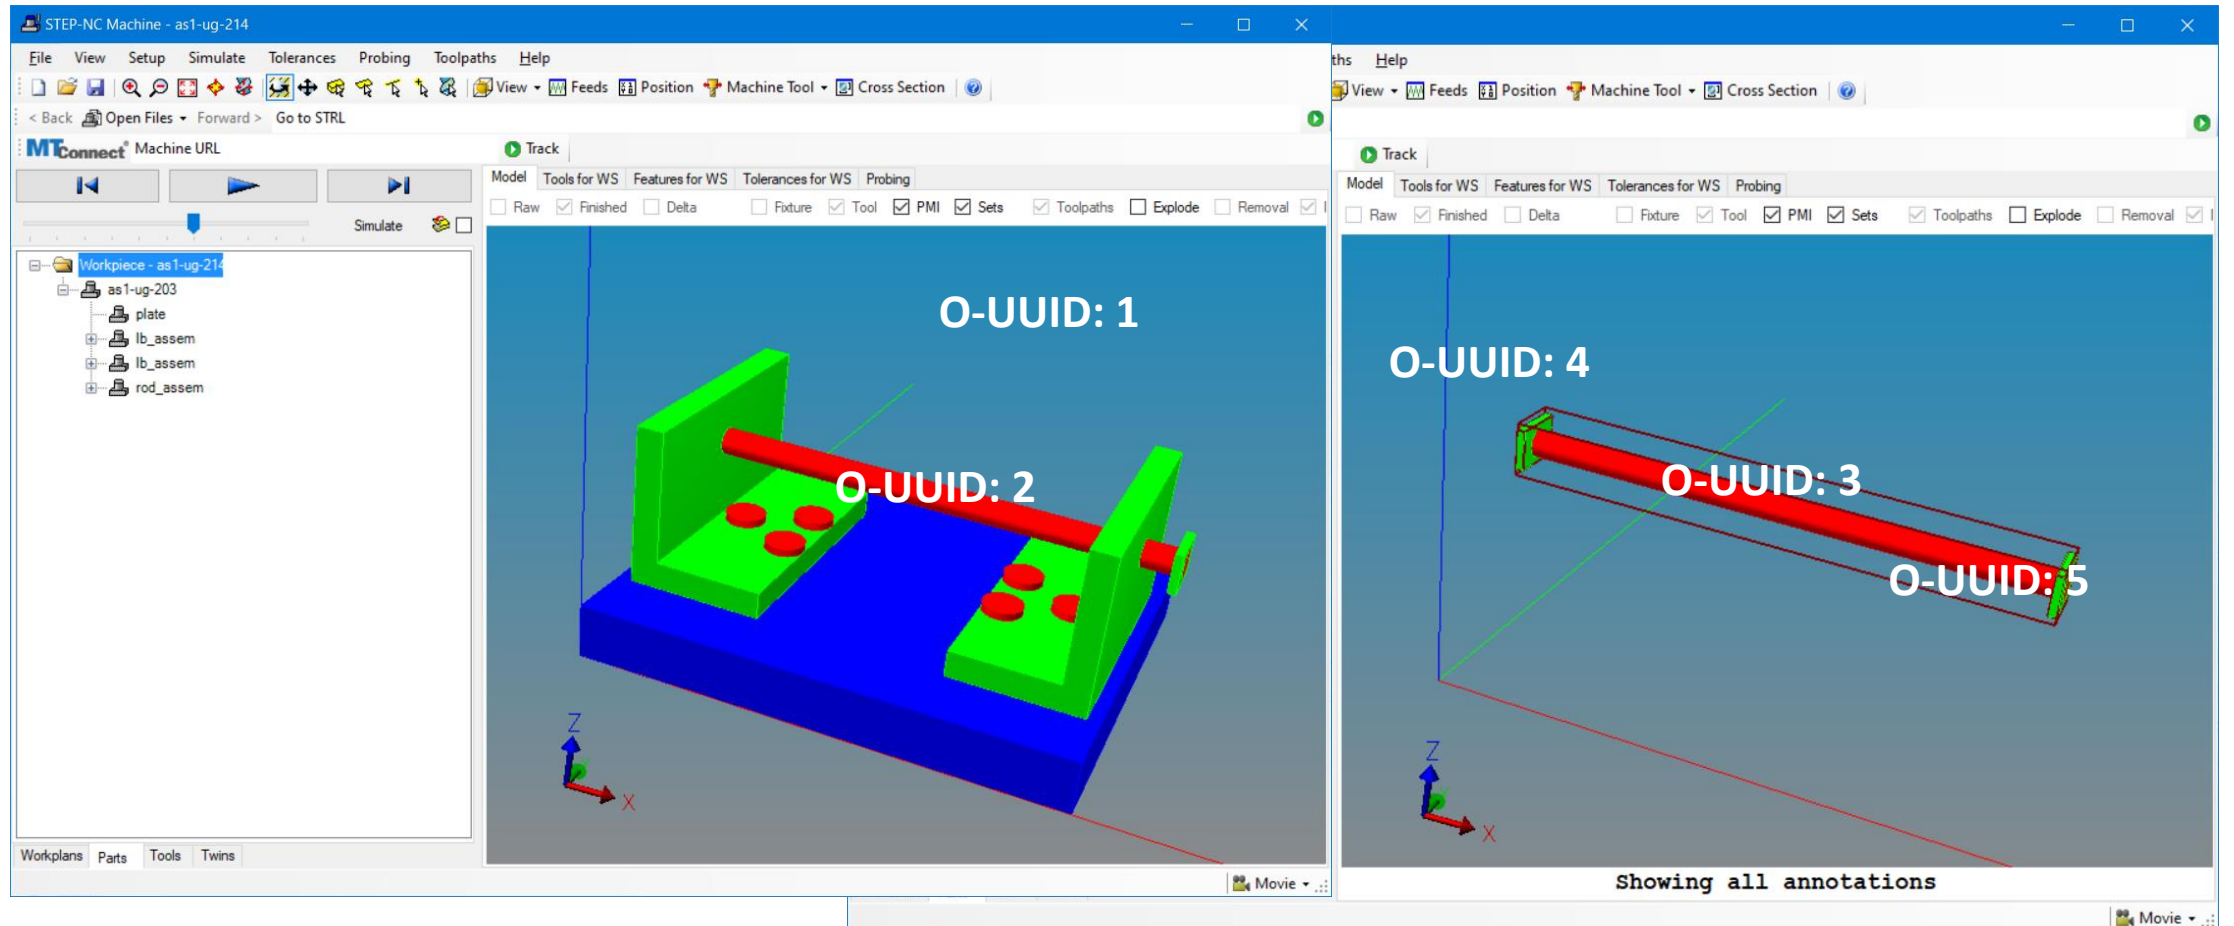 STEP-NC Machine - as1-ug-214
File View Setup Simulate Tolerances Probing Toolpaths Help
View Feeds Position Machine Tool Cross Section
< Back Open Files Forward > Go to STRL
MTConnect® Machine URL
Track
Model Tools for WS Features for WS Tolerances for WS Probing
Raw Finished Delta Fixture Tool PMI Sets Toolpaths Explode Removal
Simulate
Workpiece - as1-ug-214
as1-ug-203
plate
lb_assem
lb_assem
rod_assem
O-UUID: 1
O-UUID: 2
Z
X
Workplans Parts Tools Twins
Movie
ths Help
View Feeds Position Machine Tool Cross Section
Track
Model Tools for WS Features for WS Tolerances for WS Probing
Raw Finished Delta Fixture Tool PMI Sets Toolpaths Explode Removal
O-UUID: 4
O-UUID: 3
O-UUID: 5
Z
X
Showing all annotations
Movie